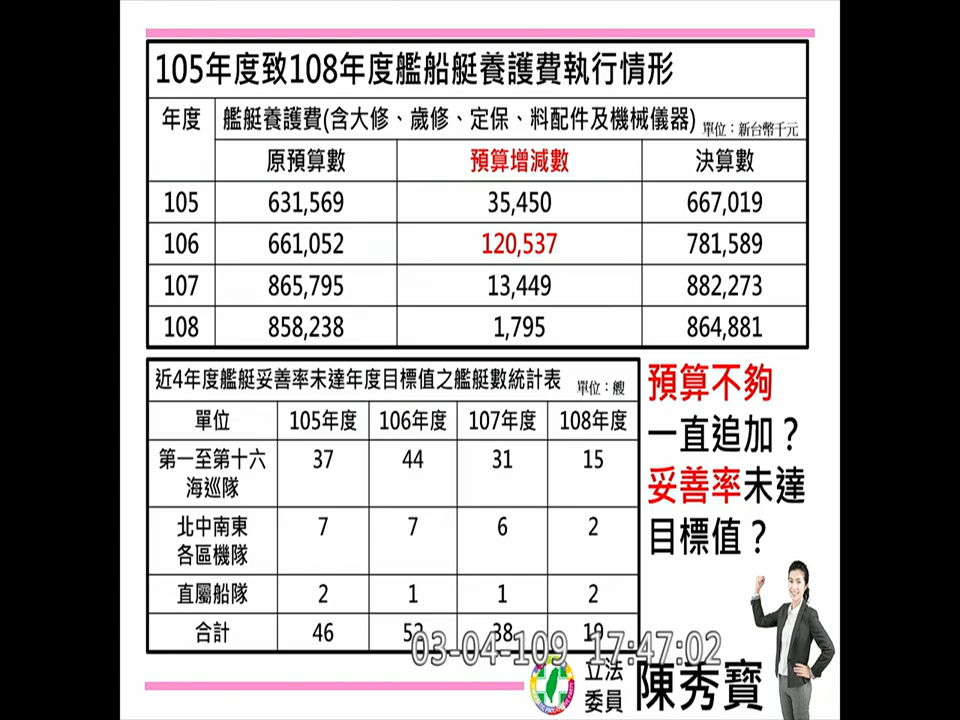 105年度致108年度艦船艇養護費執行情形
年度 艦艇養護費(含大修、歲修、定保、料配件及機械儀器) 單位：新台幣千元
原預算數 預算增減數 決算數
105 631,569 35,450 667,019
106 661,052 120,537 781,589
107 865,795 13,449 882,273
108 858,238 1,795 864,881
近4年度艦艇妥善率未達年度目標值之艦艇數統計表 單位：艘
單位 105年度 106年度 107年度 108年度
第一至第十六
海巡隊 37 44 31 15
北中南東
各區機隊 7 7 6 2
直屬船隊 2 1 1 2
合計 46 52 38 19
預算不夠
一直追加？
妥善率未達
目標值？
03-04-109 17:47:02
立法
委員 陳秀寶